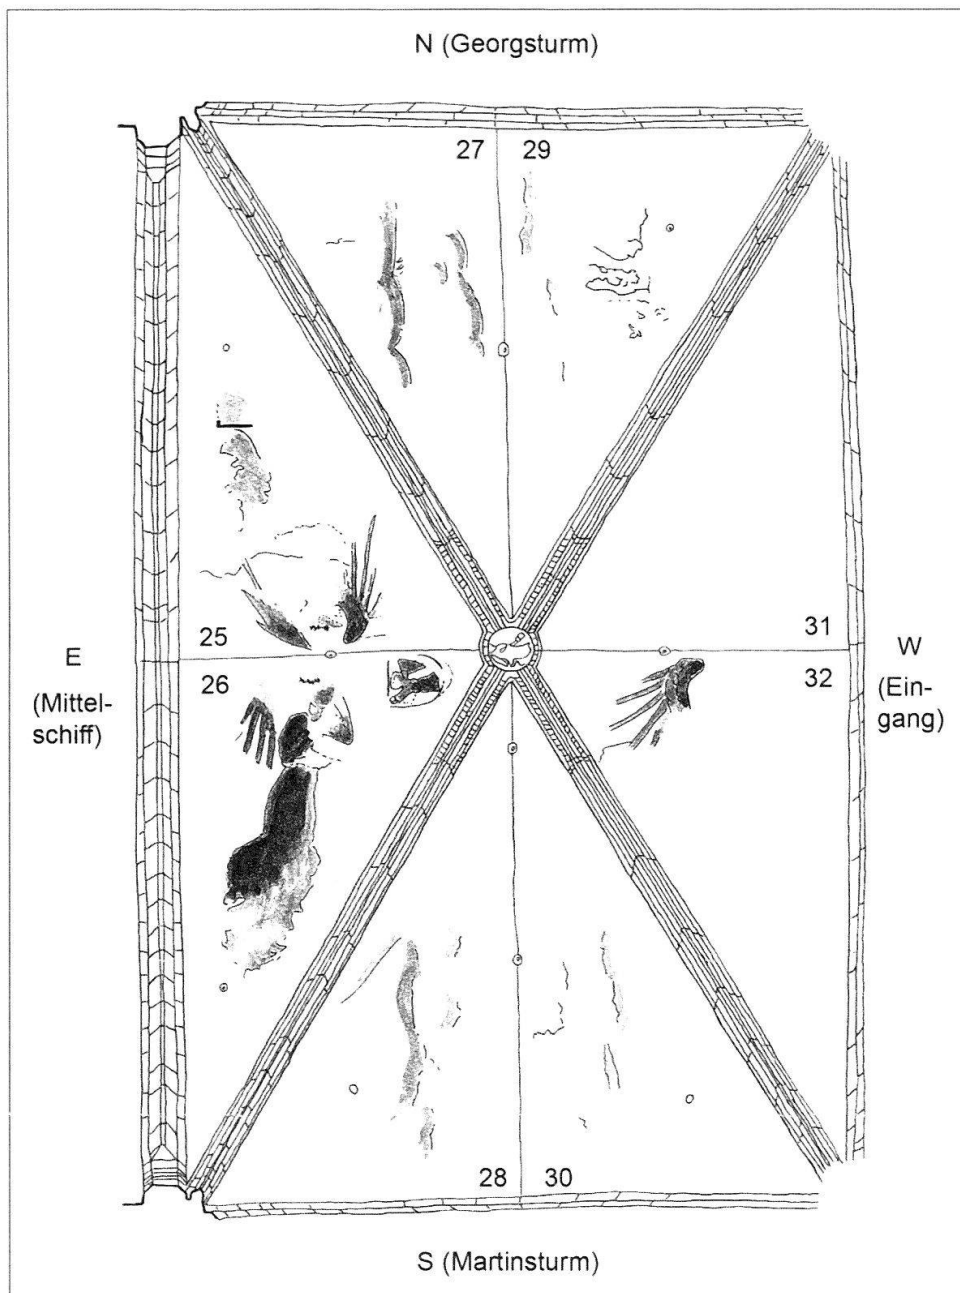 N (Georgsturm)
27
29
25
31
E
(Mittel-
schiff)
26
32
W
(Ein-
gang)
28
30
S (Martinsturm)